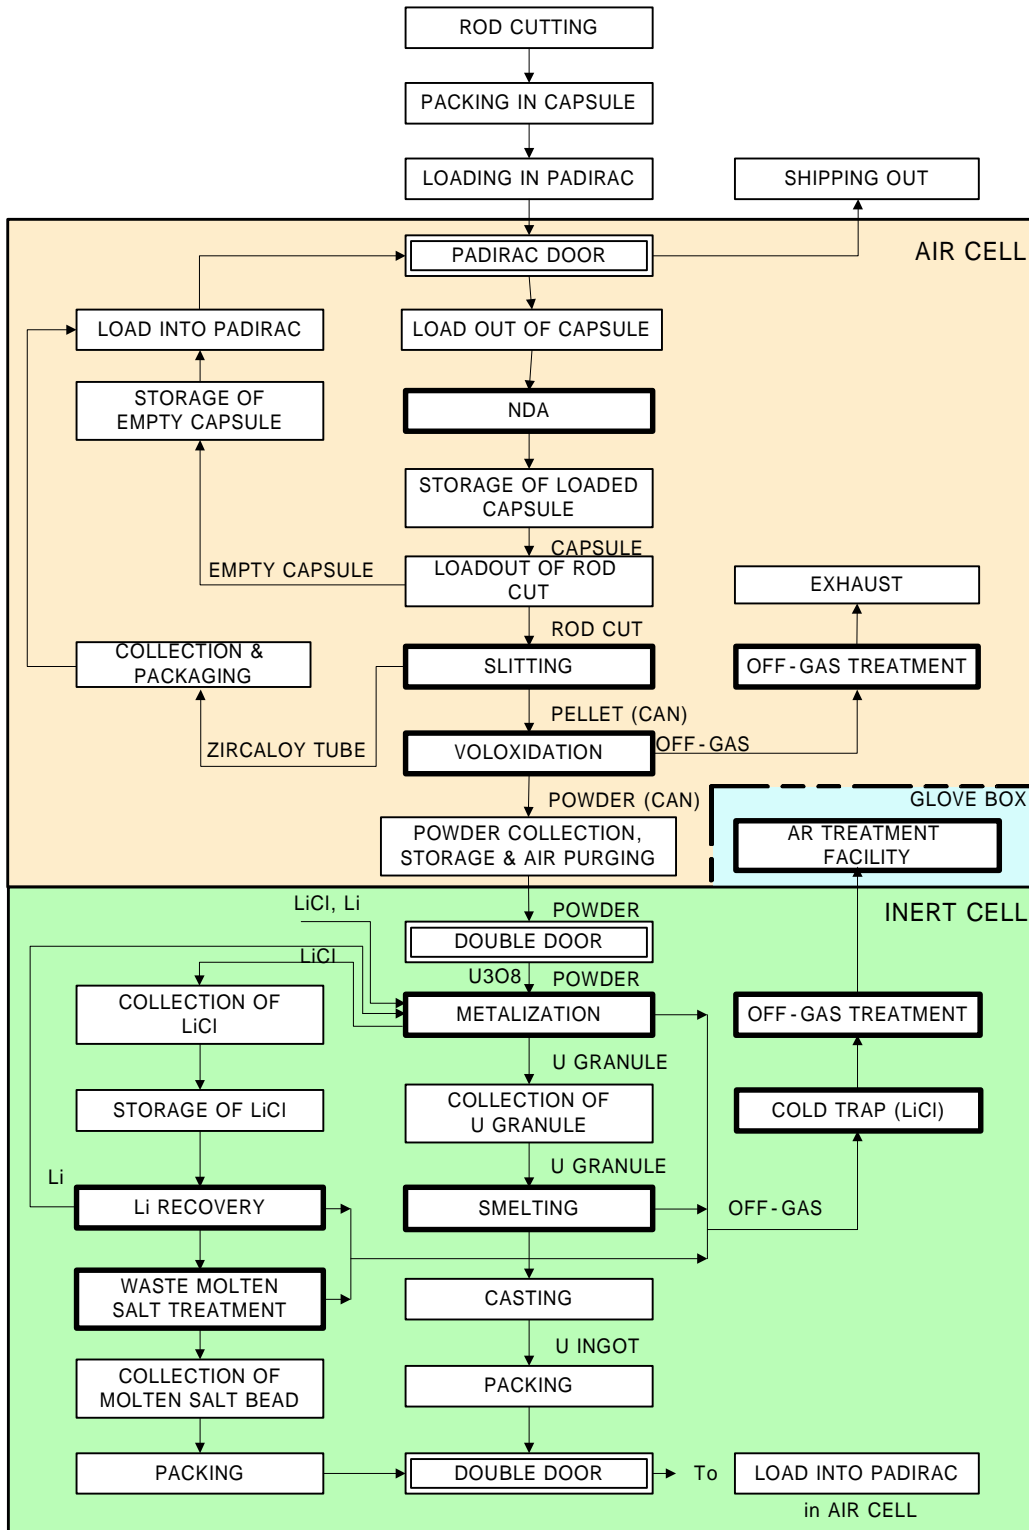 ROD CUTTING
PACKING IN CAPSULE
LOADING IN PADIRAC
SHIPPING OUT
AIR CELL
PADIRAC DOOR
LOAD INTO PADIRAC
LOAD OUT OF CAPSULE
STORAGE OF
EMPTY CAPSULE
NDA
STORAGE OF LOADED
CAPSULE
CAPSULE
EMPTY CAPSULE
LOADOUT OF ROD
CUT
EXHAUST
ROD CUT
COLLECTION &
PACKAGING
SLITTING
OFF-GAS TREATMENT
PELLET (CAN)
ZIRCALOY TUBE
VOLOXIDATION
OFF-GAS
POWDER (CAN)
GLOVE BOX
POWDER COLLECTION,
STORAGE & AIR PURGING
AR TREATMENT
FACILITY
INERT CELL
LiCl, Li
POWDER
DOUBLE DOOR
LiCl
U3O8
POWDER
COLLECTION OF
LiCl
METALIZATION
OFF-GAS TREATMENT
U GRANULE
STORAGE OF LiCl
COLLECTION OF
U GRANULE
COLD TRAP (LiCl)
U GRANULE
Li
Li RECOVERY
SMELTING
OFF-GAS
WASTE MOLTEN
SALT TREATMENT
CASTING
U INGOT
COLLECTION OF
MOLTEN SALT BEAD
PACKING
PACKING
DOUBLE DOOR
To
LOAD INTO PADIRAC
in AIR CELL